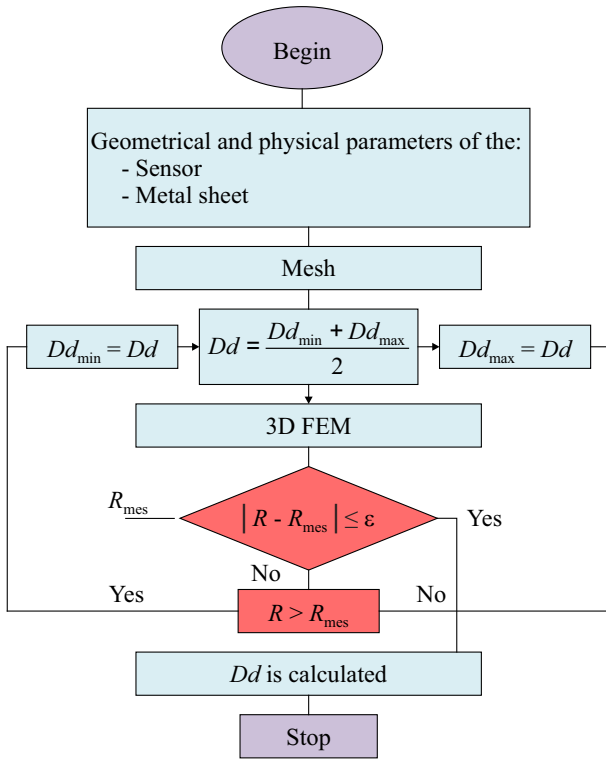 Begin
Geometrical and physical parameters of the:
- Sensor
- Metal sheet
Mesh
Dd_min = Dd
Dd = (Dd_min + Dd_max)/2
Dd_max = Dd
3D FEM
R_mes
| R - R_mes | ≤ ε
Yes
No
Yes
R > R_mes
No
Dd is calculated
Stop